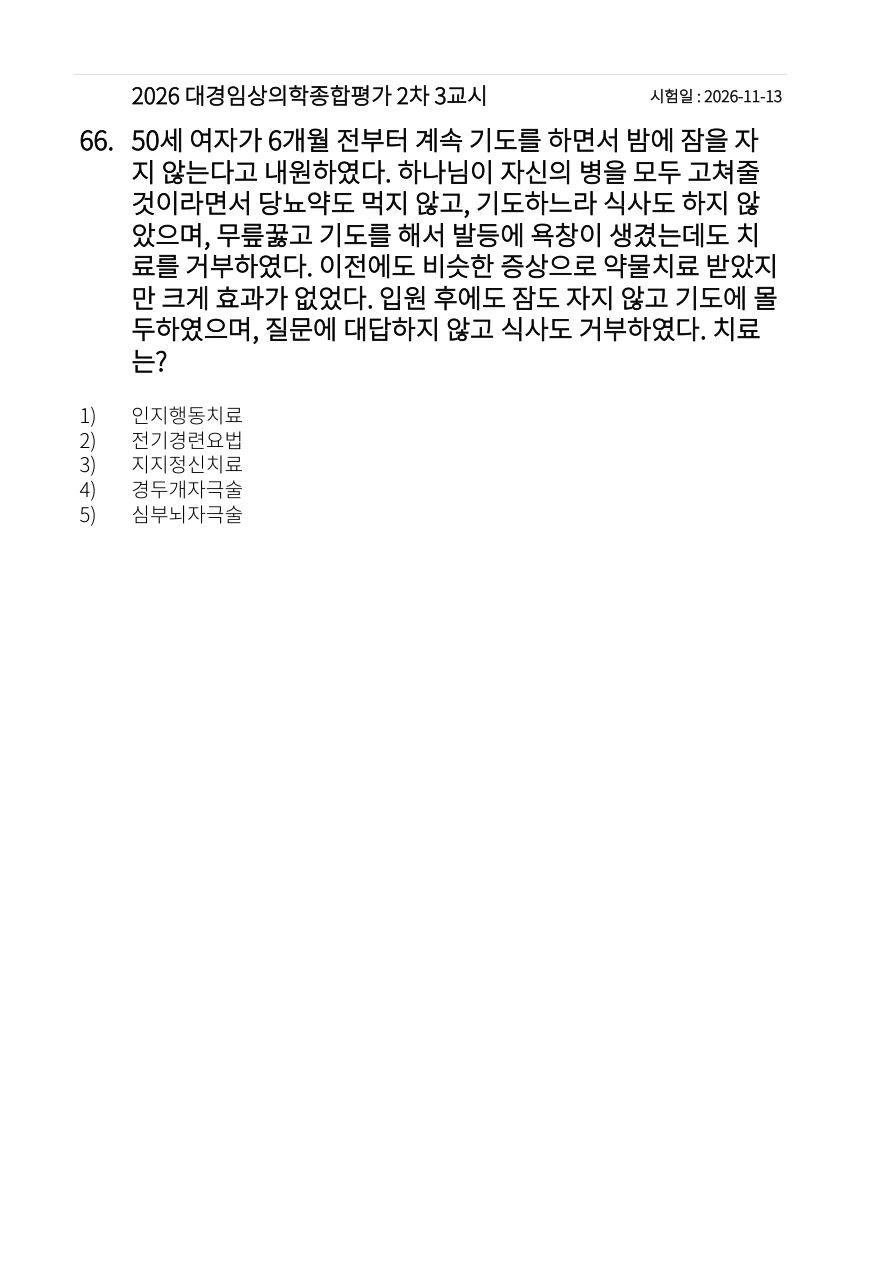 2026 대경임상의학종합평가 2차 3교시
시험일 : 2026-11-13
66. 50세 여자가 6개월 전부터 계속 기도를 하면서 밤에 잠을 자
지 않는다고 내원하였다. 하나님이 자신의 병을 모두 고쳐줄
것이라면서 당뇨약도 먹지 않고, 기도하느라 식사도 하지 않
았으며, 무릎꿇고 기도를 해서 발등에 욕창이 생겼는데도 치
료를 거부하였다. 이전에도 비슷한 증상으로 약물치료 받았지
만 크게 효과가 없었다. 입원 후에도 잠도 자지 않고 기도에 몰
두하였으며, 질문에 대답하지 않고 식사도 거부하였다. 치료
는?
1) 인지행동치료
2) 전기경련요법
3) 지지정신치료
4) 경두개자극술
5) 심부뇌자극술